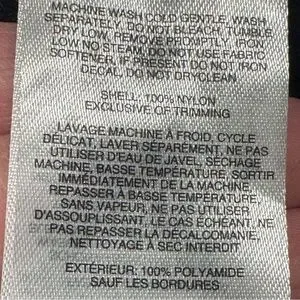 MACHINE WASH COLD GENTLE, WASH
SEPARATELY, DO NOT BLEACH, TUMBLE
DRY LOW, REMOVE PROMPTLY, IRON
LOW NO STEAM, DO NOT USE FABRIC
SOFTENER, IF PRESENT DO NOT IRON
DECAL, DO NOT DRYCLEAN
SHELL: 100% NYLON
EXCLUSIVE OF TRIMMING
LAVAGE MACHINE À FROID, CYCLE
DÉLICAT, LAVER SÉPARÉMENT, NE PAS
UTILISER D'EAU DE JAVEL, SÉCHAGE
MACHINE, BASSE TEMPÉRATURE, SORTIR
IMMÉDIATEMENT DE LA MACHINE,
REPASSER À BASSE TEMPÉRATURE
SANS VAPEUR, NE PAS UTILISER
D'ASSOUPLISSANT, LE CAS ÉCHÉANT, NE
PAS REPASSER LA DÉCALCOMANIE,
NETTOYAGE À SEC INTERDIT
EXTÉRIEUR: 100% POLYAMIDE
SAUF LES BORDURES